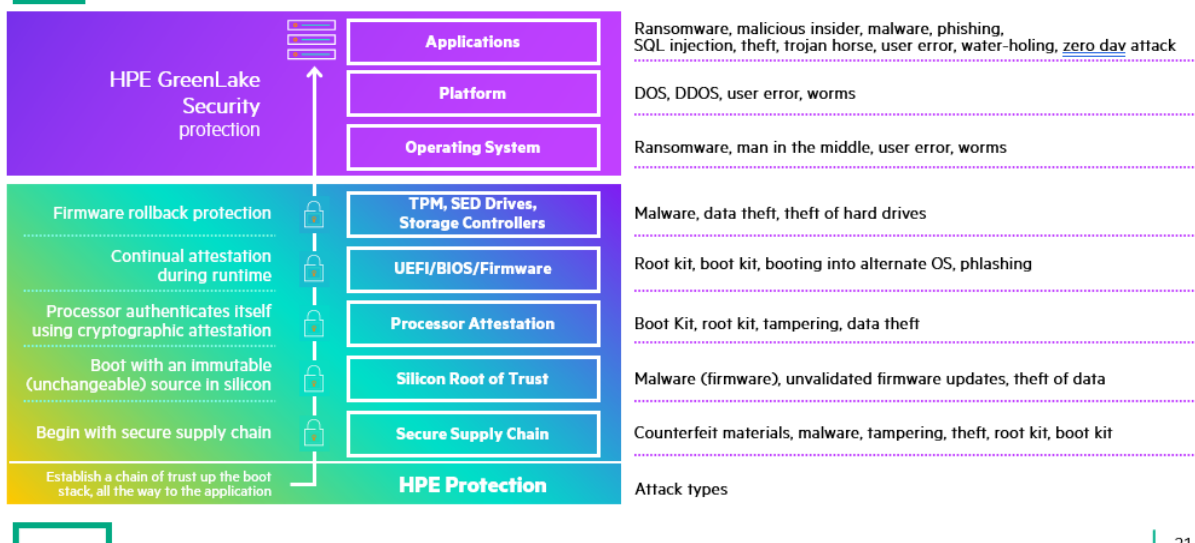 HPE GreenLake
Security
protection
Applications
Ransomware, malicious insider, malware, phishing,
SQL injection, theft, trojan horse, user error, water-holing, zero dav attack
Platform
DOS, DDOS, user error, worms
Operating System
Ransomware, man in the middle, user error, worms
Firmware rollback protection
TPM, SED Drives,
Storage Controllers
Malware, data theft, theft of hard drives
Continual attestation
during runtime
UEFI/BIOS/Firmware
Root kit, boot kit, booting into alternate OS, phlashing
Processor authenticates itself
using cryptographic attestation
Processor Attestation
Boot Kit, root kit, tampering, data theft
Boot with an immutable
(unchangeable) source in silicon
Silicon Root of Trust
Malware (firmware), unvalidated firmware updates, theft of data
Begin with secure supply chain
Secure Supply Chain
Counterfeit materials, malware, tampering, theft, root kit, boot kit
Establish a chain of trust up the boot
stack, all the way to the application
HPE Protection
Attack types